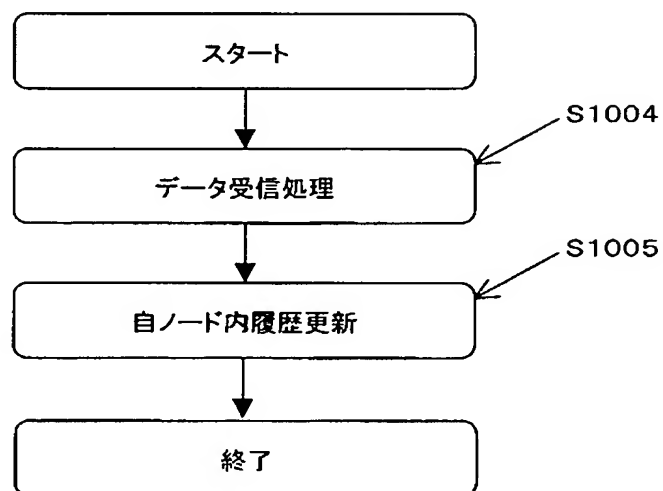 スタート
S1004
データ受信処理
S1005
自ノード内履歴更新
終了